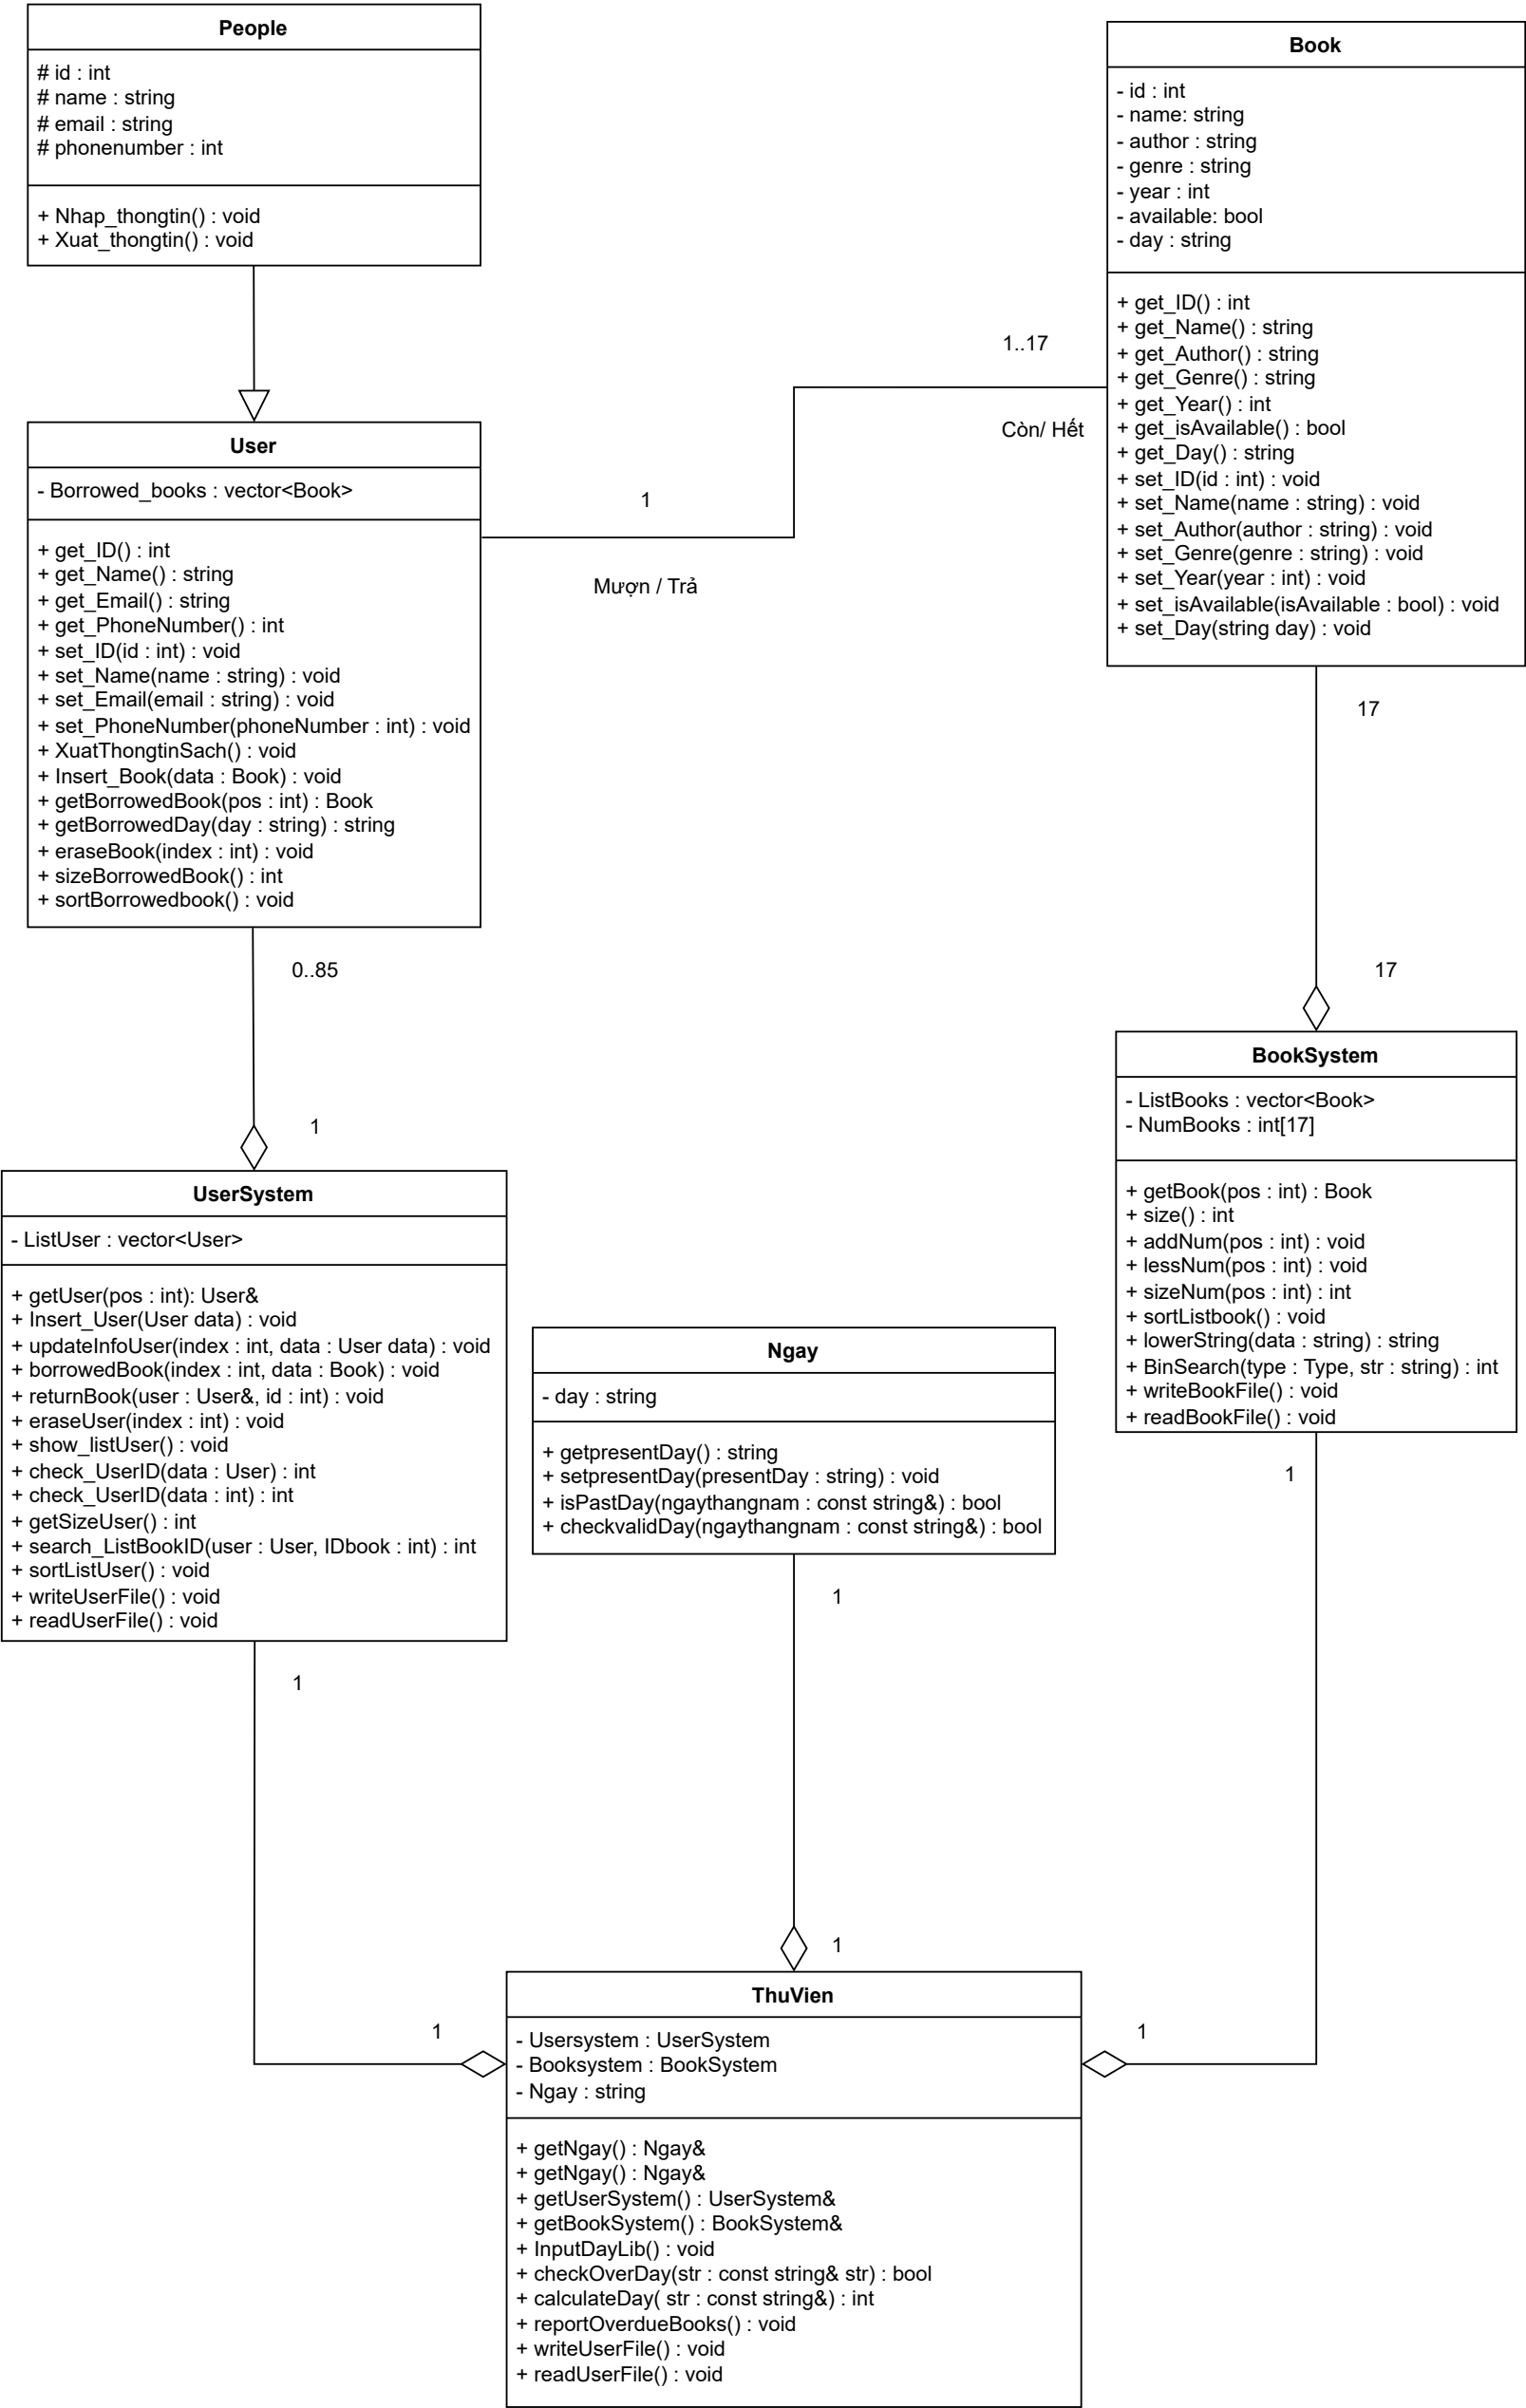 People
# id : int
# name : string
# email : string
# phonenumber : int
+ Nhap_thongtin() : void
+ Xuat_thongtin() : void
Book
- id : int
- name: string
- author : string
- genre : string
- year : int
- available: bool
- day : string
+ get_ID() : int
+ get_Name() : string
+ get_Author() : string
+ get_Genre() : string
+ get_Year() : int
+ get_isAvailable() : bool
+ get_Day() : string
+ set_ID(id : int) : void
+ set_Name(name : string) : void
+ set_Author(author : string) : void
+ set_Genre(genre : string) : void
+ set_Year(year : int) : void
+ set_isAvailable(isAvailable : bool) : void
+ set_Day(string day) : void
1..17
Còn/ Hết
1
Mượn / Trả
User
- Borrowed_books : vector<Book>
+ get_ID() : int
+ get_Name() : string
+ get_Email() : string
+ get_PhoneNumber() : int
+ set_ID(id : int) : void
+ set_Name(name : string) : void
+ set_Email(email : string) : void
+ set_PhoneNumber(phoneNumber : int) : void
+ XuatThongtinSach() : void
+ Insert_Book(data : Book) : void
+ getBorrowedBook(pos : int) : Book
+ getBorrowedDay(day : string) : string
+ eraseBook(index : int) : void
+ sizeBorrowedBook() : int
+ sortBorrowedbook() : void
17
0..85
17
1
BookSystem
- ListBooks : vector<Book>
- NumBooks : int[17]
+ getBook(pos : int) : Book
+ size() : int
+ addNum(pos : int) : void
+ lessNum(pos : int) : void
+ sizeNum(pos : int) : int
+ sortListbook() : void
+ lowerString(data : string) : string
+ BinSearch(type : Type, str : string) : int
+ writeBookFile() : void
+ readBookFile() : void
UserSystem
- ListUser : vector<User>
+ getUser(pos : int): User&
+ Insert_User(User data) : void
+ updateInfoUser(index : int, data : User data) : void
+ borrowedBook(index : int, data : Book) : void
+ returnBook(user : User&, id : int) : void
+ eraseUser(index : int) : void
+ show_listUser() : void
+ check_UserID(data : User) : int
+ check_UserID(data : int) : int
+ getSizeUser() : int
+ search_ListBookID(user : User, IDbook : int) : int
+ sortListUser() : void
+ writeUserFile() : void
+ readUserFile() : void
Ngay
- day : string
+ getpresentDay() : string
+ setpresentDay(presentDay : string) : void
+ isPastDay(ngaythangnam : const string&) : bool
+ checkvalidDay(ngaythangnam : const string&) : bool
1
1
1
1
1
1
ThuVien
- Usersystem : UserSystem
- Booksystem : BookSystem
- Ngay : string
+ getNgay() : Ngay&
+ getNgay() : Ngay&
+ getUserSystem() : UserSystem&
+ getBookSystem() : BookSystem&
+ InputDayLib() : void
+ checkOverDay(str : const string& str) : bool
+ calculateDay( str : const string&) : int
+ reportOverdueBooks() : void
+ writeUserFile() : void
+ readUserFile() : void